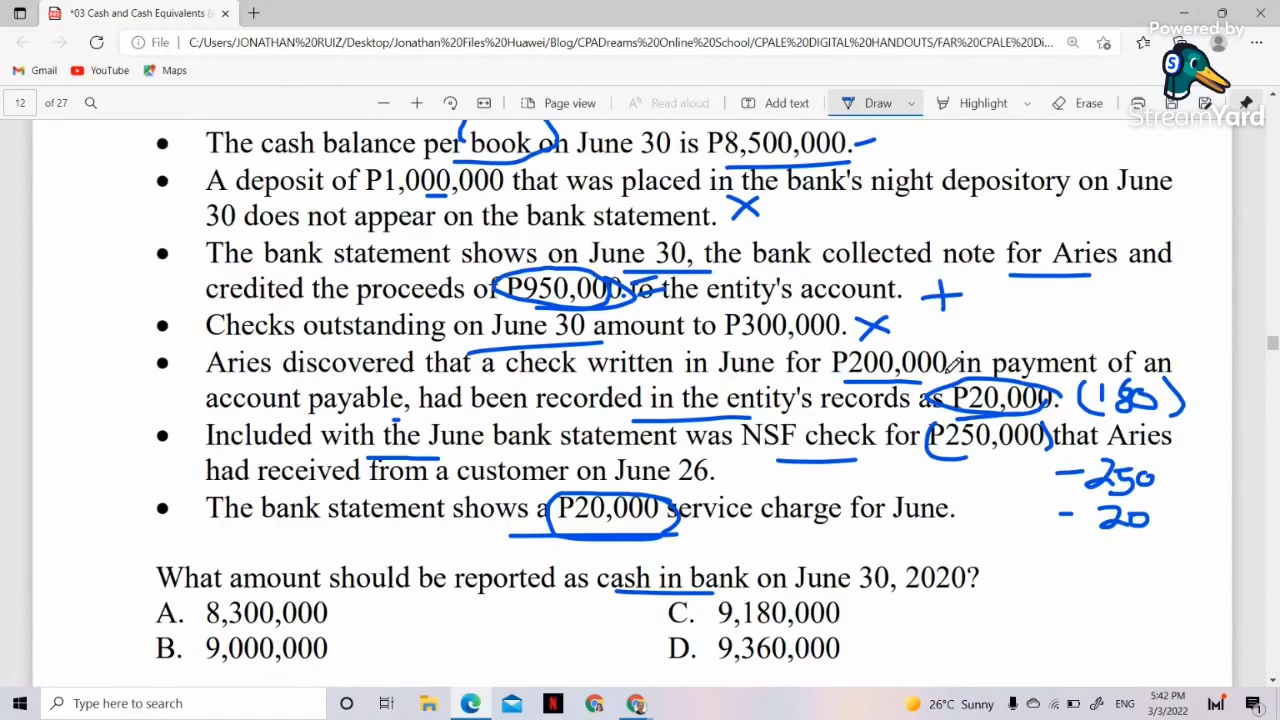 *03 Cash and Cash Equivalents (s
Powered by
File
C:/Users/JONATHAN%20RUIZ/Desktop/Jonathan%20Files%20Huawei/Blog/CPADreams%20Online%20School/CPALE%20DIGITAL%20HANDOUTS/FAR%20CPALE%20Di...
Gmail
YouTube
Maps
S
StreamYard
12
of 27
Page view
Read aloud
Add text
Draw
Highlight
Erase
• The cash balance per book on June 30 is P8,500,000. -
• A deposit of P1,000,000 that was placed in the bank's night depository on June
30 does not appear on the bank statement. X
• The bank statement shows on June 30, the bank collected note for Aries and
credited the proceeds of P950,000 to the entity's account. +
• Checks outstanding on June 30 amount to P300,000. X
• Aries discovered that a check written in June for P200,000 in payment of an
account payable, had been recorded in the entity's records as P20,000. (180)
• Included with the June bank statement was NSF check for P250,000 that Aries
had received from a customer on June 26.
- 250
• The bank statement shows a P20,000 service charge for June.
- 20
What amount should be reported as cash in bank on June 30, 2020?
A. 8,300,000
C. 9,180,000
B. 9,000,000
D. 9,360,000
Type here to search
26°C Sunny
ENG
5:42 PM
3/3/2022